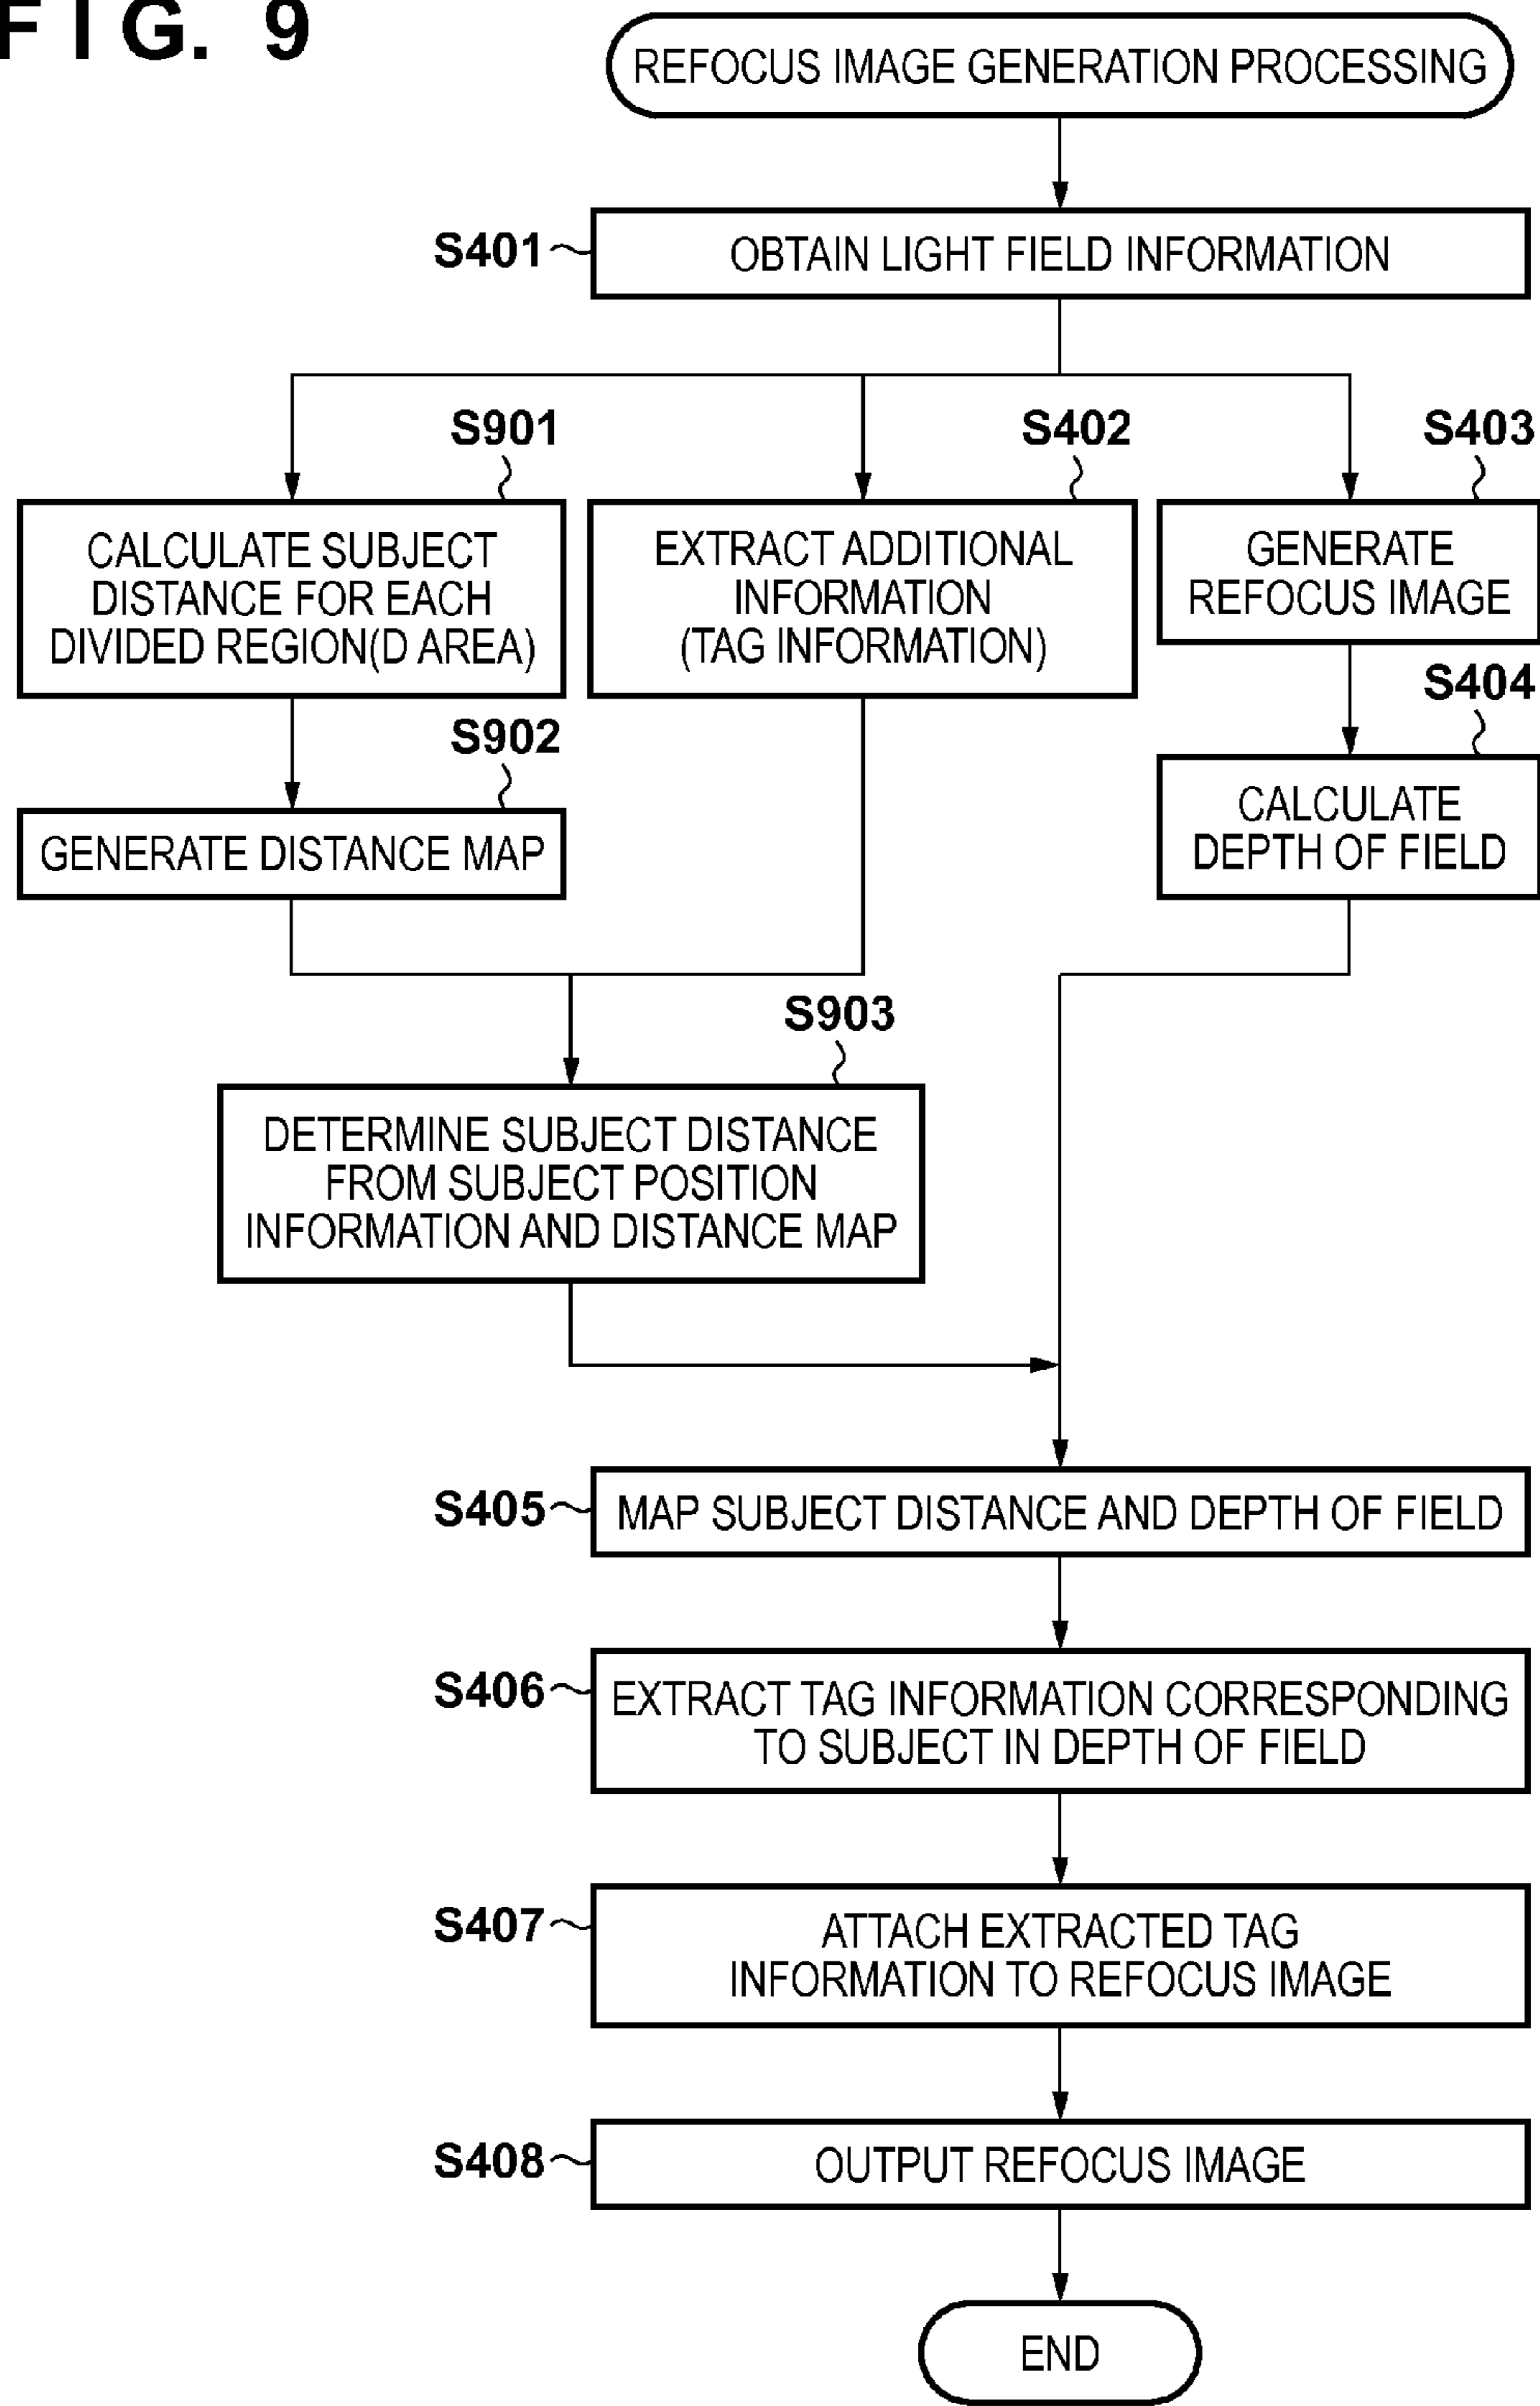 FIG. 9
REFOCUS IMAGE GENERATION PROCESSING
S401
OBTAIN LIGHT FIELD INFORMATION
S901
CALCULATE SUBJECT
DISTANCE FOR EACH
DIVIDED REGION(D AREA)
S402
EXTRACT ADDITIONAL
INFORMATION
(TAG INFORMATION)
S403
GENERATE
REFOCUS IMAGE
S902
GENERATE DISTANCE MAP
S404
CALCULATE
DEPTH OF FIELD
S903
DETERMINE SUBJECT DISTANCE
FROM SUBJECT POSITION
INFORMATION AND DISTANCE MAP
S405
MAP SUBJECT DISTANCE AND DEPTH OF FIELD
S406
EXTRACT TAG INFORMATION CORRESPONDING
TO SUBJECT IN DEPTH OF FIELD
S407
ATTACH EXTRACTED TAG
INFORMATION TO REFOCUS IMAGE
S408
OUTPUT REFOCUS IMAGE
END